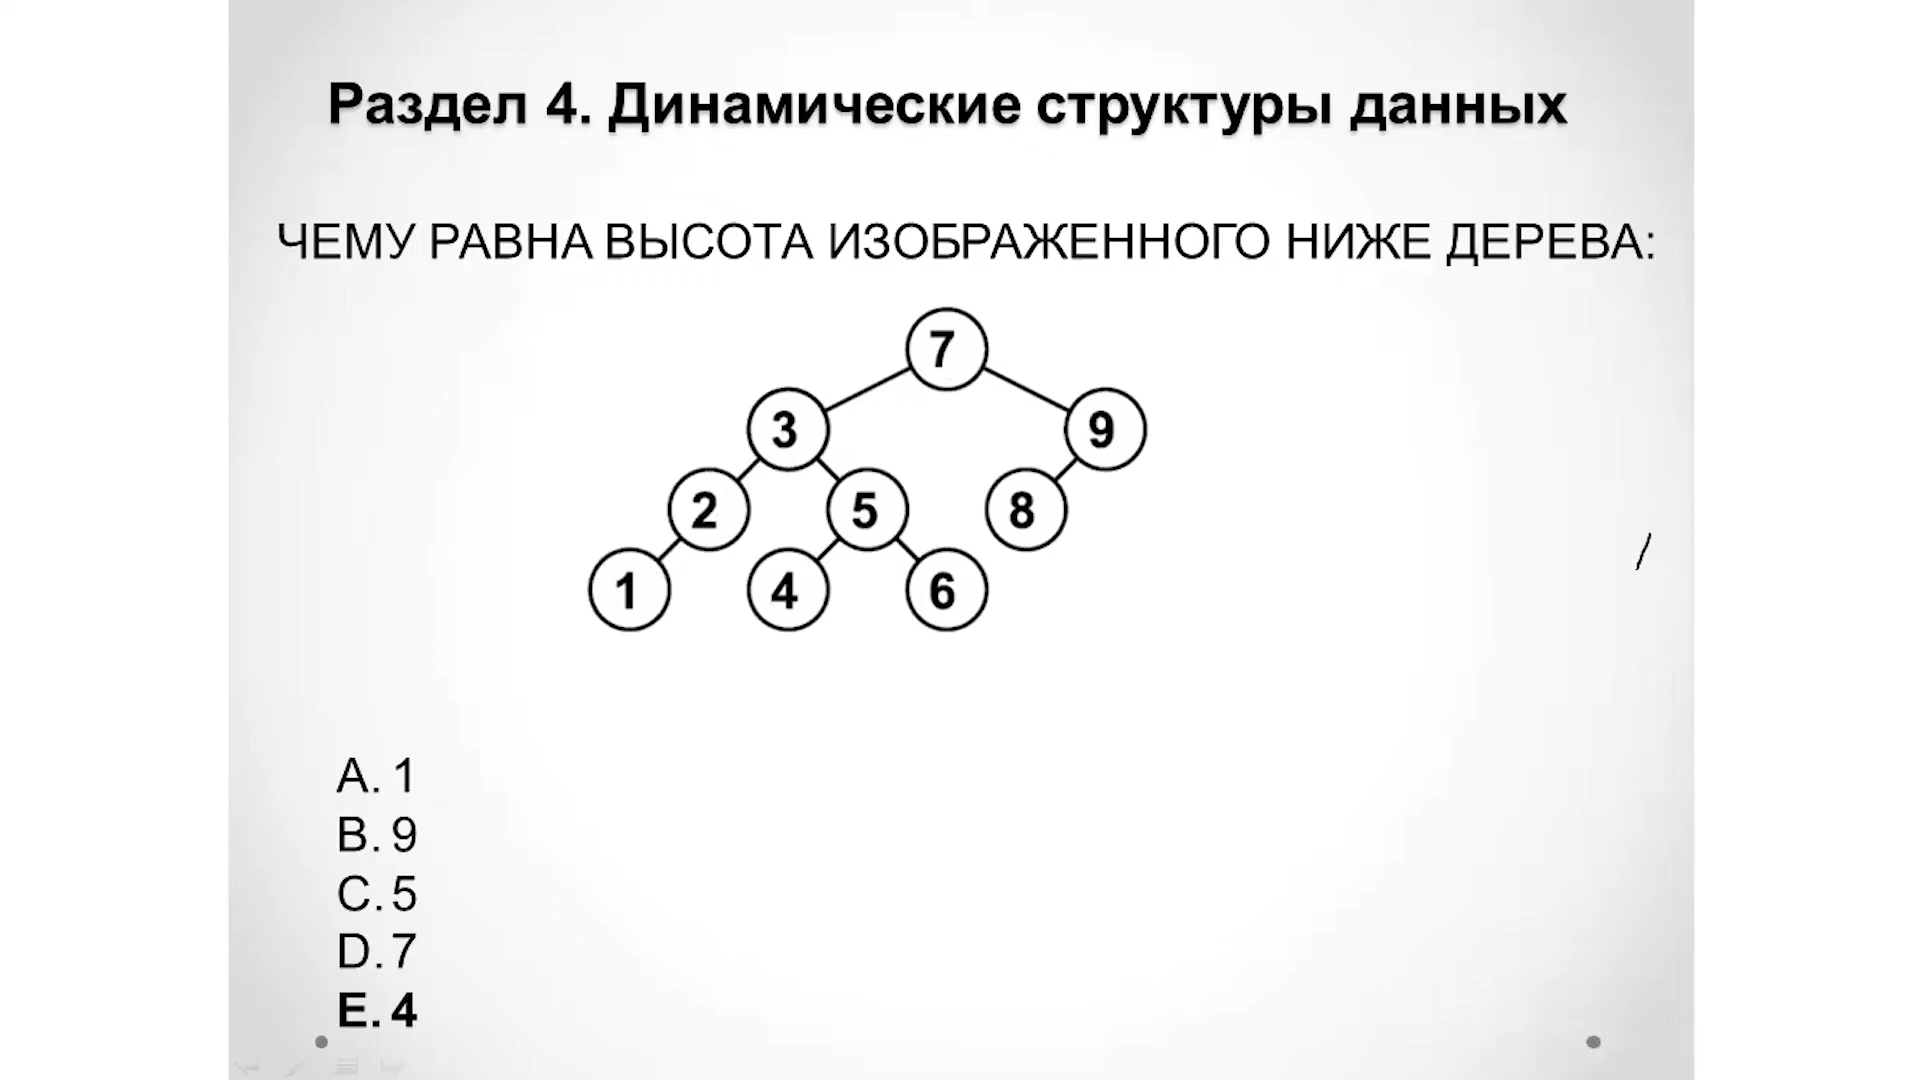 Раздел 4. Динамические структуры данных
ЧЕМУ РАВНА ВЫСОТА ИЗОБРАЖЕННОГО НИЖЕ ДЕРЕВА:
7
3 9
2 5 8
1 4 6
A. 1
B. 9
C. 5
D. 7
E. 4